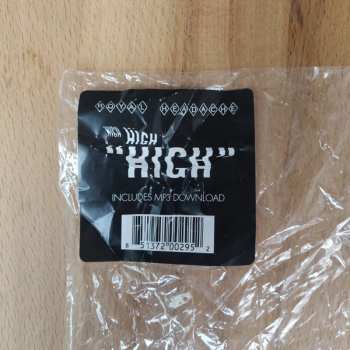 ROYAL HEADACHE
HIGH HIGH
"HIGH"
INCLUDES MP3 DOWNLOAD
8 51372 00295 2